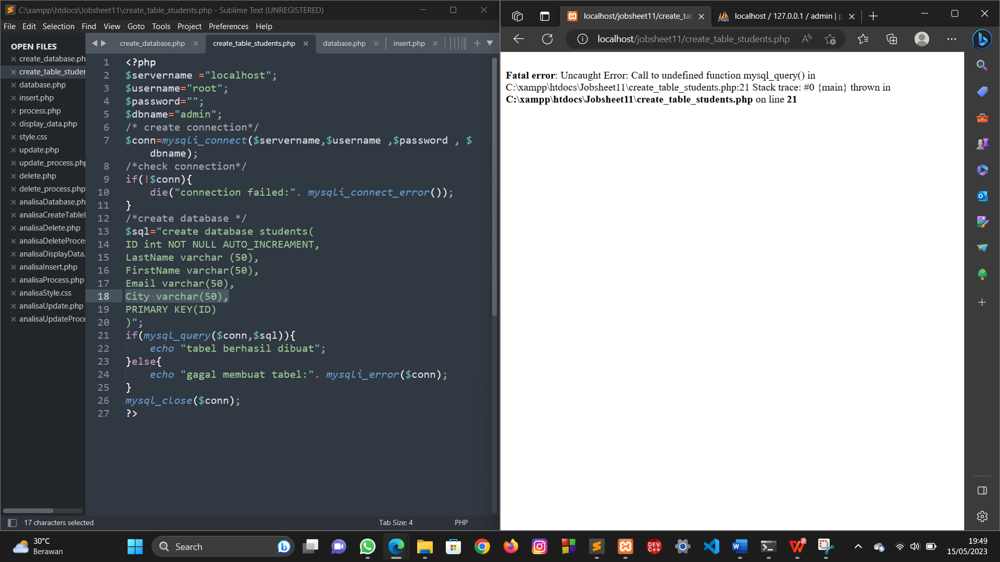 C:\xampp\htdocs\Jobsheet11\create_table_students.php - Sublime Text (UNREGISTERED)
File Edit Selection Find View Goto Tools Project Preferences Help
OPEN FILES
create_database.ph
create_table_studer
database.php
insert.php
process.php
display_data.php
style.css
update.php
update_process.php
delete.php
delete_process.php
analisaDatabase.ph
analisaCreateTable
analisaDelete.php
analisaDeleteProce
analisaDisplayData.
analisaInsert.php
analisaProcess.php
analisaStyle.css
analisaUpdate.php
analisaUpdateProce
create_database.php
create_table_students.php
database.php
insert.php
1 <?php
2 $servername ="localhost";
3 $username="root";
4 $password="";
5 $dbname="admin";
6 /* create connection*/
7 $conn=mysqli_connect($servername,$username ,$password , $
dbname);
8 /*check connection*/
9 if(!$conn){
10 die("connection failed:". mysqli_connect_error());
11 }
12 /*create database */
13 $sql="create database students(
14 ID int NOT NULL AUTO_INCREAMENT,
15 LastName varchar (50),
16 FirstName varchar(50),
17 Email varchar(50),
18 City varchar(50),
19 PRIMARY KEY(ID)
20 )";
21 if(mysql_query($conn,$sql)){
22 echo "tabel berhasil dibuat";
23 }else{
24 echo "gagal membuat tabel:". mysqli_error($conn);
25 }
26 mysql_close($conn);
27 ?>
17 characters selected
Tab Size: 4
PHP
localhost/jobsheet11/create_tab
localhost / 127.0.0.1 / admin | p
localhost/jobsheet11/create_table_students.php
Fatal error: Uncaught Error: Call to undefined function mysql_query() in
C:\xampp\htdocs\Jobsheet11\create_table_students.php:21 Stack trace: #0 {main} thrown in
C:\xampp\htdocs\Jobsheet11\create_table_students.php on line 21
30°C
Berawan
Search
DEV
C++
19:49
15/05/2023